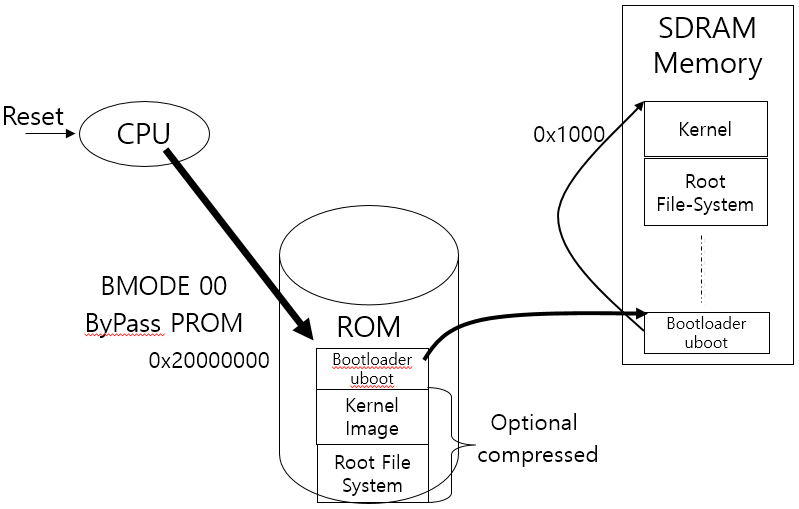 SDRAM
Memory
Reset
CPU
0x1000
Kernel
Root
File-System
BMODE 00
ByPass PROM
0x20000000
ROM
Bootloader
uboot
Bootloader
uboot
Kernel
Image
Root File
System
Optional
compressed